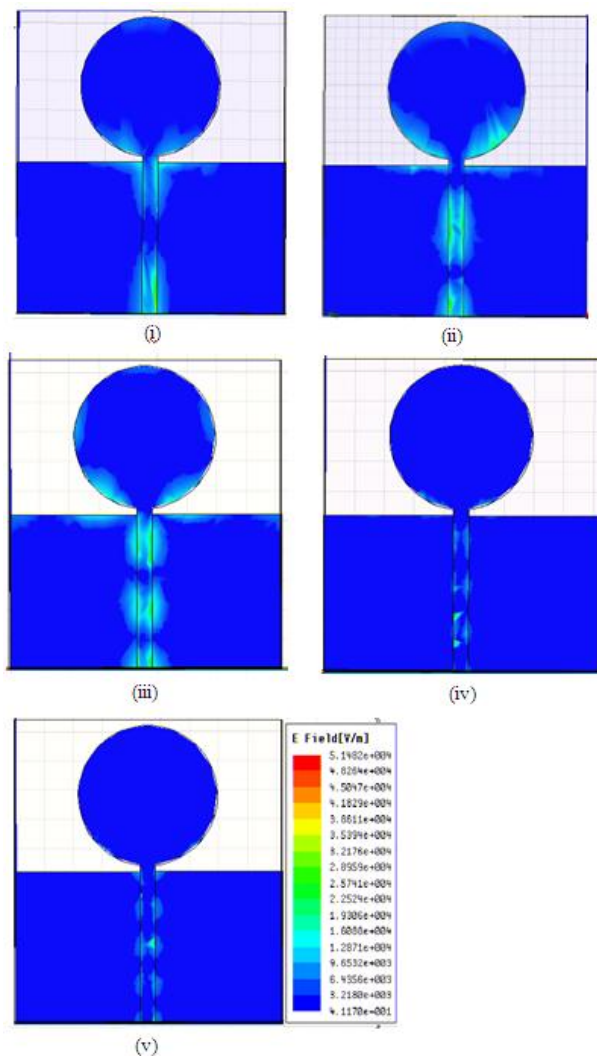 (i)
(ii)
(iii)
(iv)
(v)
E Field[V/m]
5.1482e+004
4.8264e+004
4.5047e+004
4.1829e+004
3.8611e+004
3.5394e+004
3.2176e+004
2.8959e+004
2.5741e+004
2.2524e+004
1.9306e+004
1.6088e+004
1.2871e+004
9.6532e+003
6.4356e+003
3.2180e+003
4.1170e-001